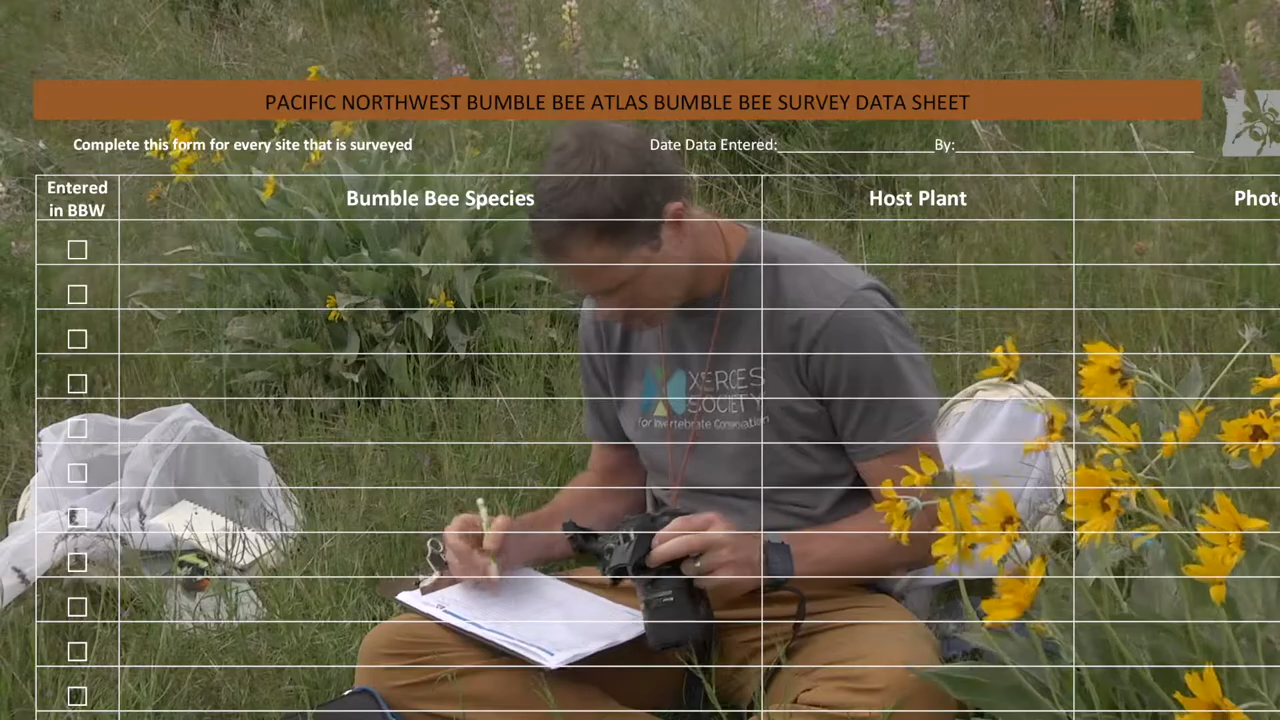 PACIFIC NORTHWEST BUMBLE BEE ATLAS BUMBLE BEE SURVEY DATA SHEET
Complete this form for every site that is surveyed
Date Data Entered:
By:
Entered
in BBW
Bumble Bee Species
Host Plant
XERCES
SOCIETY
for Invertebrate Conservation